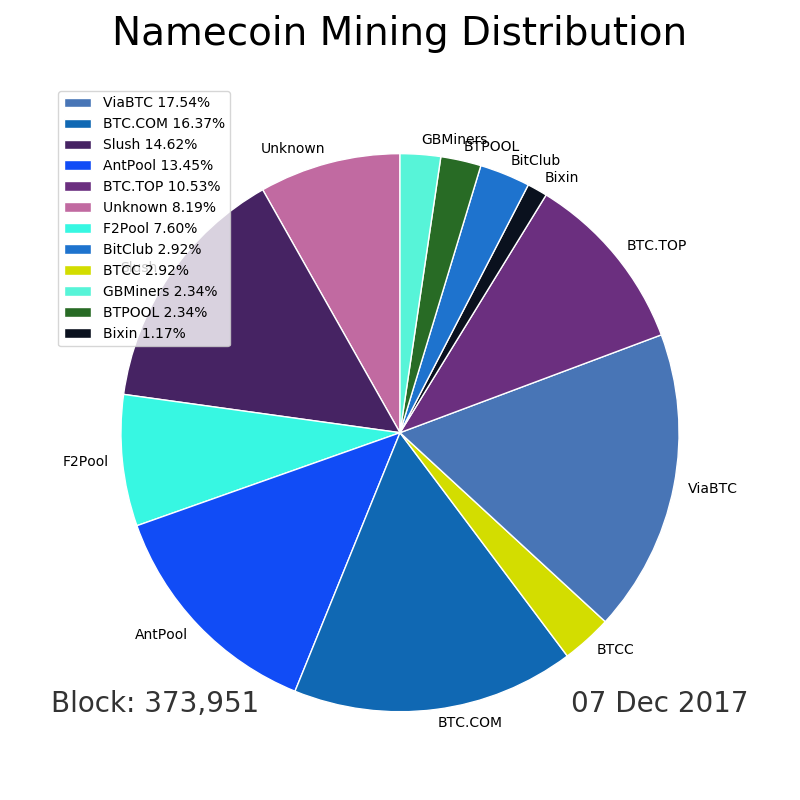 Namecoin Mining Distribution
ViaBTC 17.54%
BTC.COM 16.37%
Slush 14.62%
AntPool 13.45%
BTC.TOP 10.53%
Unknown 8.19%
F2Pool 7.60%
BitClub 2.92%
BTCC 2.92%
GBMiners 2.34%
BTPOOL 2.34%
Bixin 1.17%
Unknown
GBMiners
BTPOOL
BitClub
Bixin
BTC.TOP
Slush
F2Pool
ViaBTC
AntPool
BTCC
BTC.COM
Block: 373,951
07 Dec 2017